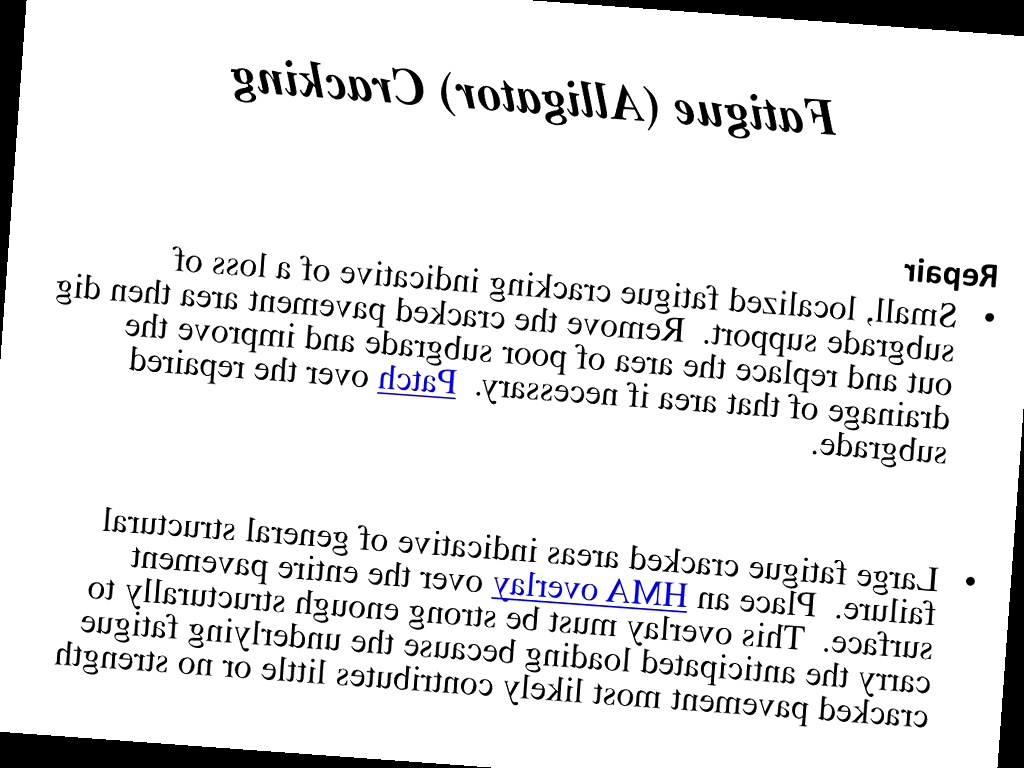 Fatigue (Alligator) Cracking
Repair
• Small, localized fatigue cracking indicative of a loss of
subgrade support.  Remove the cracked pavement area then dig
out and replace the area of poor subgrade and improve the
drainage of that area if necessary.  Patch over the repaired
subgrade.
• Large fatigue cracked areas indicative of general structural
failure.  Place an HMA overlay over the entire pavement
surface.  This overlay must be strong enough structurally to
carry the anticipated loading because the underlying fatigue
cracked pavement most likely contributes little or no strength